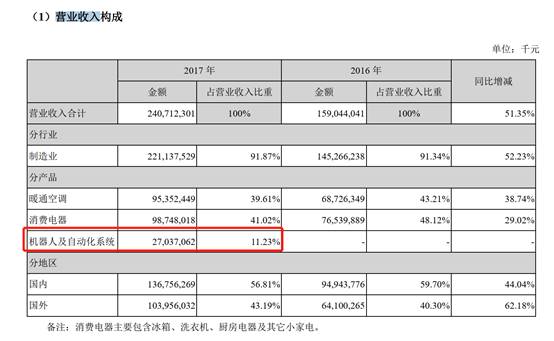 （1）营业收入构成
单位：千元
2017 年 2016 年 同比增减
金额 占营业收入比重 金额 占营业收入比重
营业收入合计 240,712,301 100% 159,044,041 100% 51.35%
分行业
制造业 221,137,529 91.87% 145,266,238 91.34% 52.23%
分产品
暖通空调 95,352,449 39.61% 68,726,349 43.21% 38.74%
消费电器 98,748,018 41.02% 76,539,889 48.12% 29.02%
机器人及自动化系统 27,037,062 11.23% - - -
分地区
国内 136,756,269 56.81% 94,943,776 59.70% 44.04%
国外 103,956,032 43.19% 64,100,265 40.30% 62.18%
备注：消费电器主要包含冰箱、洗衣机、厨房电器及其它小家电。